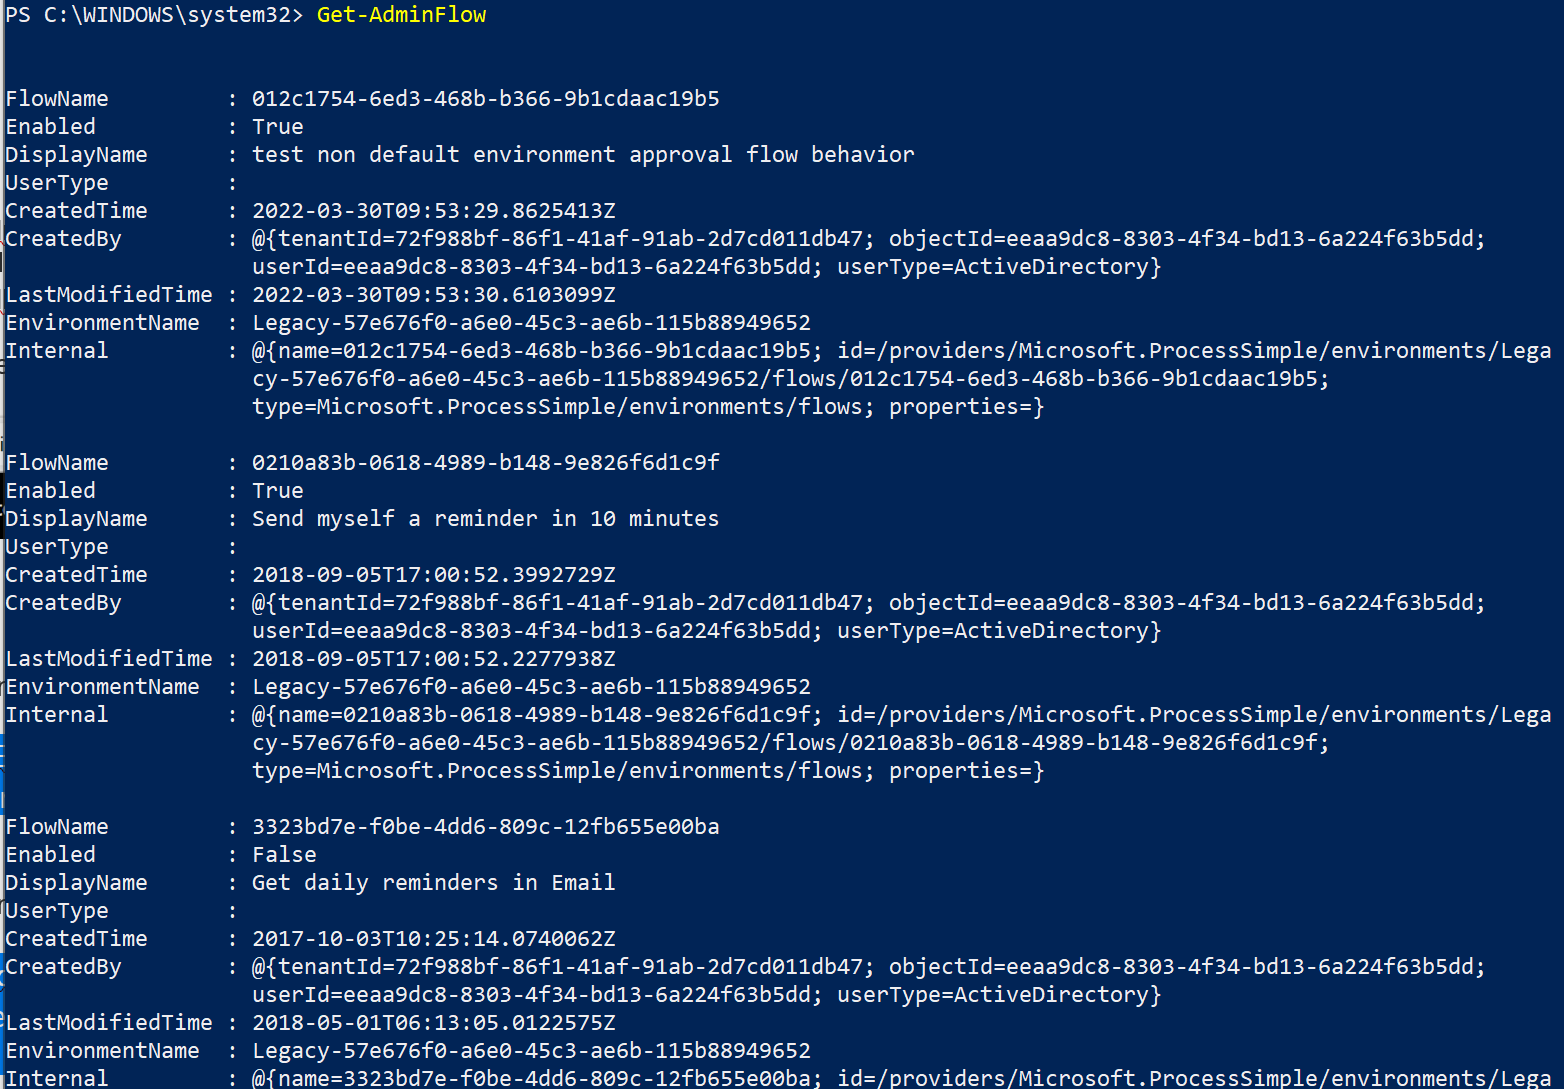 PS C:\WINDOWS\system32> Get-AdminFlow
FlowName         : 012c1754-6ed3-468b-b366-9b1cdaac19b5
Enabled          : True
DisplayName      : test non default environment approval flow behavior
UserType         :
CreatedTime      : 2022-03-30T09:53:29.8625413Z
CreatedBy        : @{tenantId=72f988bf-86f1-41af-91ab-2d7cd011db47; objectId=eeaa9dc8-8303-4f34-bd13-6a224f63b5dd;
                   userId=eeaa9dc8-8303-4f34-bd13-6a224f63b5dd; userType=ActiveDirectory}
LastModifiedTime : 2022-03-30T09:53:30.6103099Z
EnvironmentName  : Legacy-57e676f0-a6e0-45c3-ae6b-115b88949652
Internal         : @{name=012c1754-6ed3-468b-b366-9b1cdaac19b5; id=/providers/Microsoft.ProcessSimple/environments/Lega
                   cy-57e676f0-a6e0-45c3-ae6b-115b88949652/flows/012c1754-6ed3-468b-b366-9b1cdaac19b5;
                   type=Microsoft.ProcessSimple/environments/flows; properties=}
FlowName         : 0210a83b-0618-4989-b148-9e826f6d1c9f
Enabled          : True
DisplayName      : Send myself a reminder in 10 minutes
UserType         :
CreatedTime      : 2018-09-05T17:00:52.3992729Z
CreatedBy        : @{tenantId=72f988bf-86f1-41af-91ab-2d7cd011db47; objectId=eeaa9dc8-8303-4f34-bd13-6a224f63b5dd;
                   userId=eeaa9dc8-8303-4f34-bd13-6a224f63b5dd; userType=ActiveDirectory}
LastModifiedTime : 2018-09-05T17:00:52.2277938Z
EnvironmentName  : Legacy-57e676f0-a6e0-45c3-ae6b-115b88949652
Internal         : @{name=0210a83b-0618-4989-b148-9e826f6d1c9f; id=/providers/Microsoft.ProcessSimple/environments/Lega
                   cy-57e676f0-a6e0-45c3-ae6b-115b88949652/flows/0210a83b-0618-4989-b148-9e826f6d1c9f;
                   type=Microsoft.ProcessSimple/environments/flows; properties=}
FlowName         : 3323bd7e-f0be-4dd6-809c-12fb655e00ba
Enabled          : False
DisplayName      : Get daily reminders in Email
UserType         :
CreatedTime      : 2017-10-03T10:25:14.0740062Z
CreatedBy        : @{tenantId=72f988bf-86f1-41af-91ab-2d7cd011db47; objectId=eeaa9dc8-8303-4f34-bd13-6a224f63b5dd;
                   userId=eeaa9dc8-8303-4f34-bd13-6a224f63b5dd; userType=ActiveDirectory}
LastModifiedTime : 2018-05-01T06:13:05.0122575Z
EnvironmentName  : Legacy-57e676f0-a6e0-45c3-ae6b-115b88949652
Internal         : @{name=3323bd7e-f0be-4dd6-809c-12fb655e00ba; id=/providers/Microsoft.ProcessSimple/environments/Lega